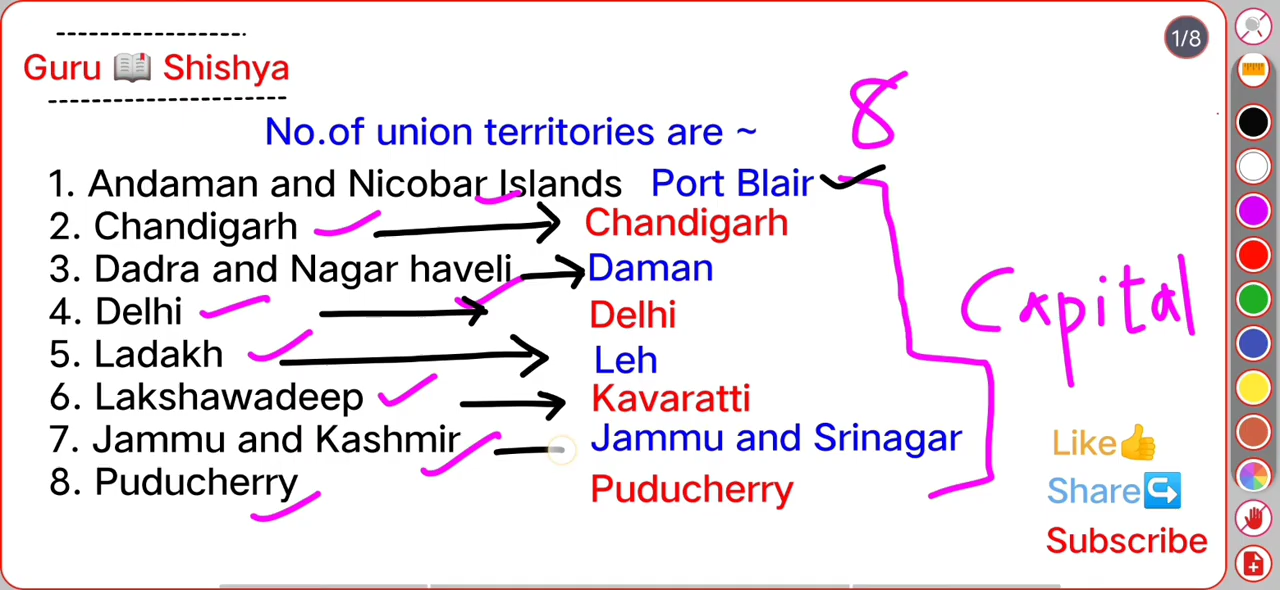 1/8
Guru Shishya
No.of union territories are ~ 8
1. Andaman and Nicobar Islands Port Blair
2. Chandigarh Chandigarh
3. Dadra and Nagar haveli Daman
4. Delhi Delhi
5. Ladakh Leh
6. Lakshawadeep Kavaratti
7. Jammu and Kashmir Jammu and Srinagar
8. Puducherry Puducherry
Capital
Like
Share
Subscribe